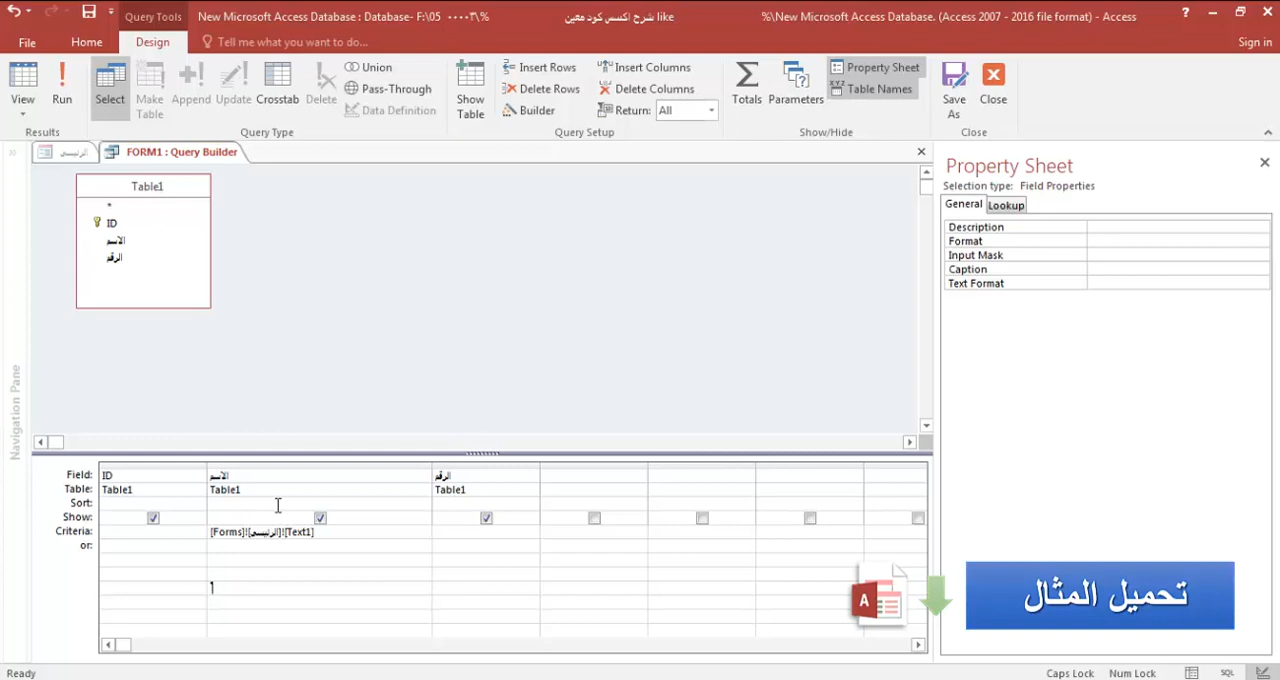 Query Tools
New Microsoft Access Database : Database- F:\05 ٠٠٠٠٣\% شرح اكسس كود معين like %\New Microsoft Access Database. (Access 2007 - 2016 file format) - Access
?
File
Home
Design
Tell me what you want to do...
Sign in
View
Run
Select
Make Table
Append
Update
Crosstab
Delete
Union
Pass-Through
Data Definition
Show Table
Insert Rows
Delete Rows
Builder
Insert Columns
Delete Columns
Return: All
Totals
Parameters
Property Sheet
Table Names
Save As
Close
Results
Query Type
Query Setup
Show/Hide
Close
الرئيسي
FORM1 : Query Builder
Navigation Pane
Table1
*
ID
الاسم
الرقم
Property Sheet
Selection type: Field Properties
General
Lookup
Description
Format
Input Mask
Caption
Text Format
Field: ID الاسم الرقم
Table: Table1 Table1 Table1
Sort:
Show:
Criteria: [Forms]![الرئيسي]![Text1]
or:
A
تحميل المثال
Ready
Caps Lock
Num Lock
SQL